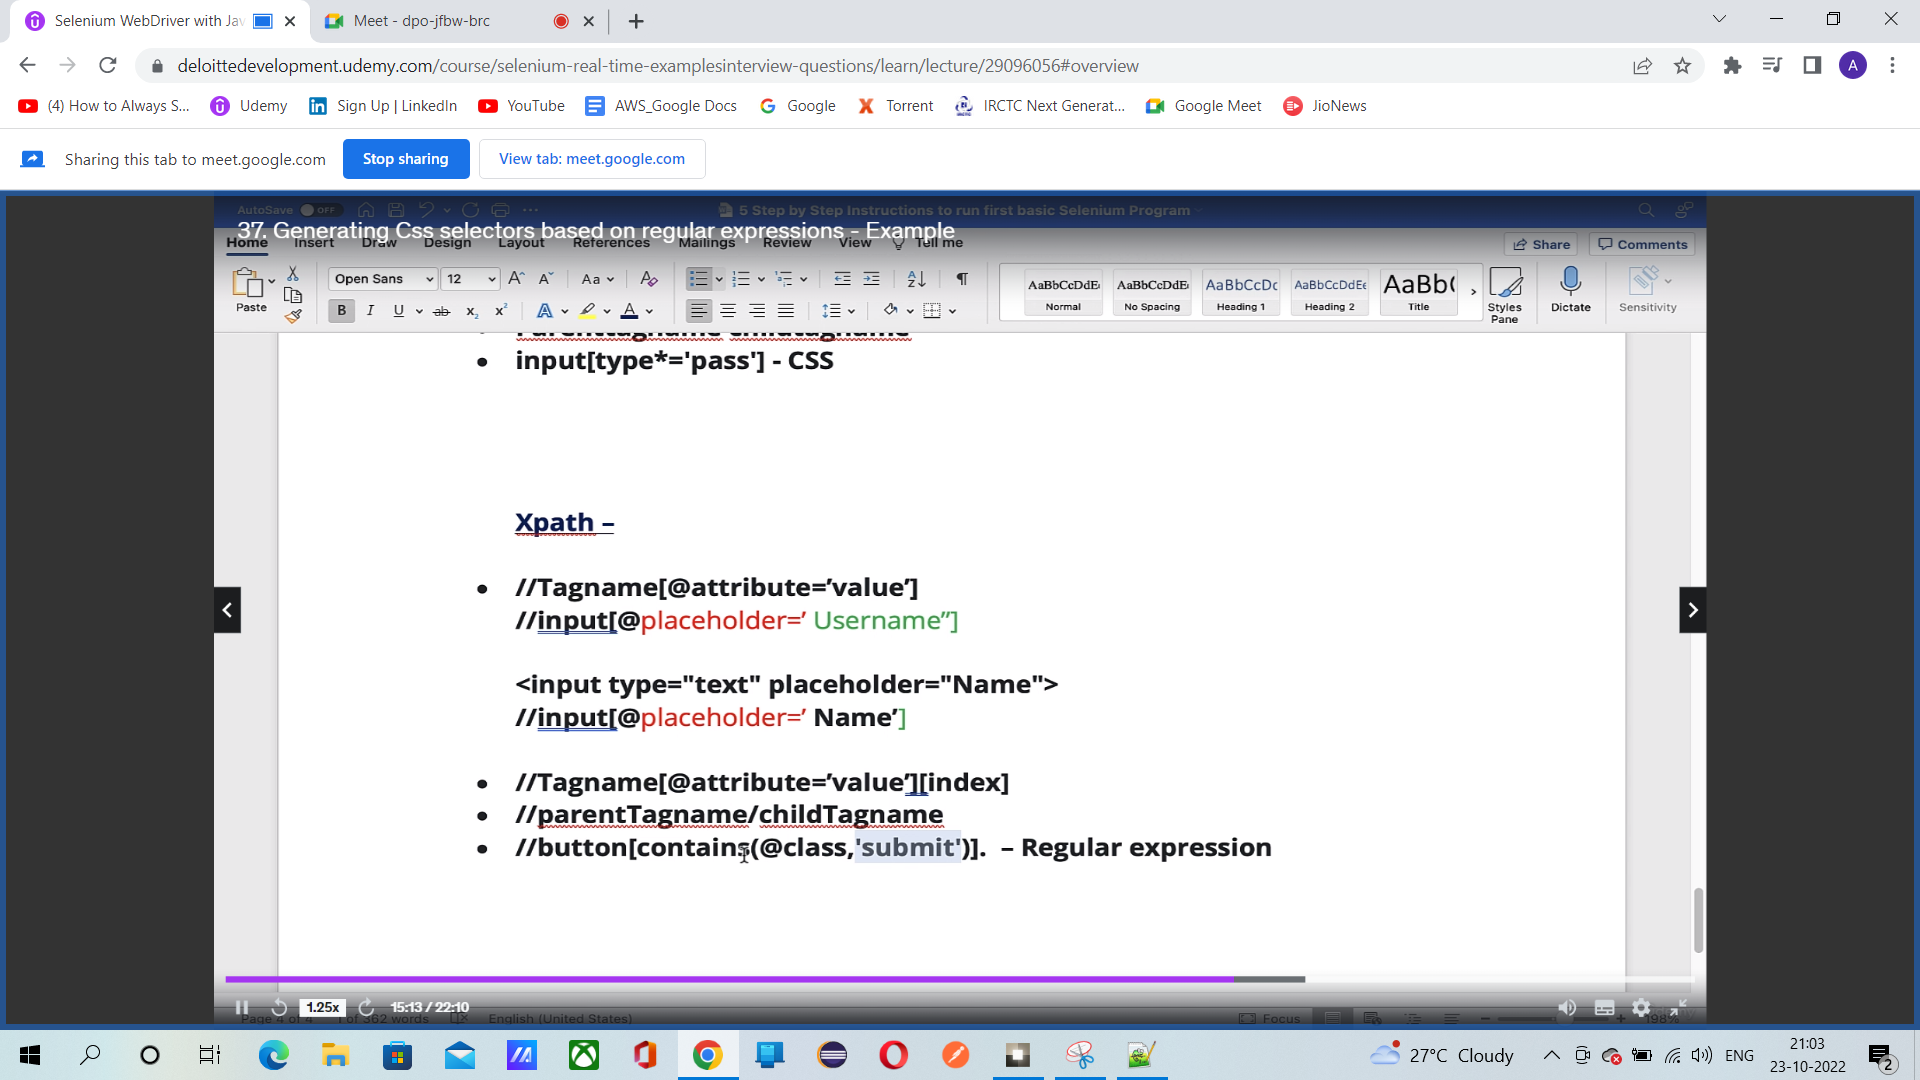 Selenium WebDriver with Jav
Meet - dpo-jfbw-brc
deloittedevelopment.udemy.com/course/selenium-real-time-examplesinterview-questions/learn/lecture/29096056#overview
A
(4) How to Always S...
Udemy
Sign Up | LinkedIn
YouTube
AWS_Google Docs
Google
Torrent
IRCTC Next Generat...
Google Meet
JioNews
Sharing this tab to meet.google.com
Stop sharing
View tab: meet.google.com
AutoSave OFF
5 Step by Step Instructions to run first basic Selenium Program
37. Generating Css selectors based on regular expressions - Example
Home Insert Draw Design Layout References Mailings Review View Tell me
Share
Comments
Paste
Open Sans
12
AaBbCcDdEe
Normal
AaBbCcDdEe
No Spacing
AaBbCcDc
Heading 1
AaBbCcDdEe
Heading 2
AaBb(
Title
Styles
Pane
Dictate
Sensitivity
Parenttagname childtagname
• input[type*='pass'] - CSS
Xpath –
• //Tagname[@attribute=’value’]
//input[@placeholder=’ Username”]
<input type="text" placeholder="Name">
//input[@placeholder=’ Name’]
• //Tagname[@attribute=’value’][index]
• //parentTagname/childTagname
• //button[contains(@class,'submit')].  – Regular expression
1.25x
15:13 / 22:10
Page 4 of 4
1 of 362 words
English (United States)
Focus
198%
27°C Cloudy
ENG
21:03
23-10-2022
2